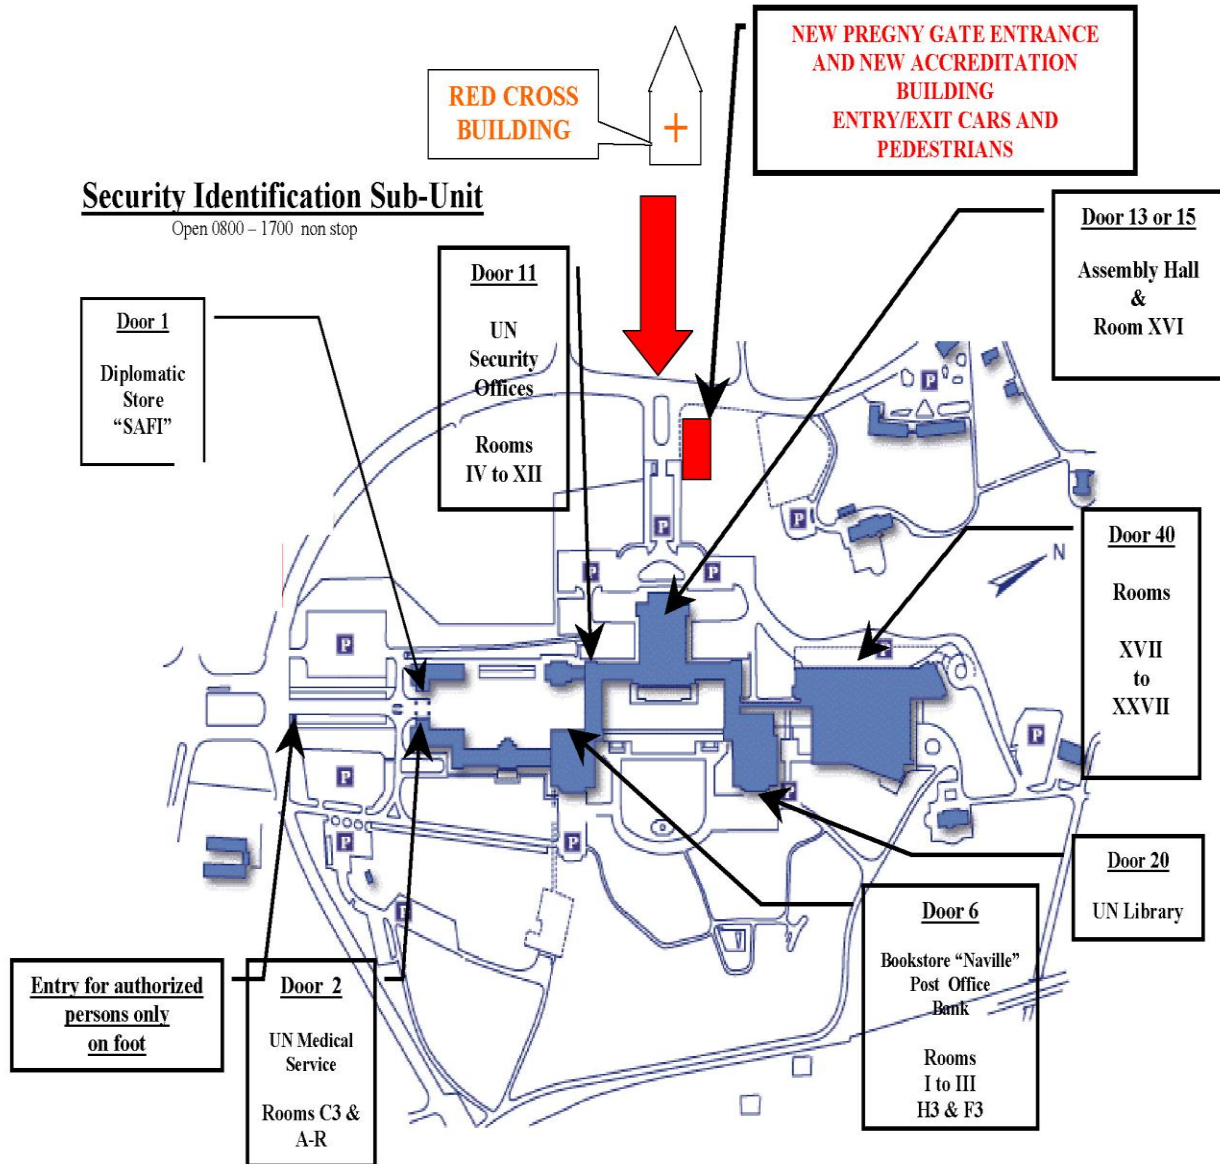 NEW PREGNY GATE ENTRANCE
AND NEW ACCREDITATION
BUILDING
ENTRY/EXIT CARS AND
PEDESTRIANS
RED CROSS
BUILDING
+
Security Identification Sub-Unit
Open 0800 – 1700 non stop
Door 13 or 15
Assembly Hall
&
Room XVI
Door 11
UN
Security
Offices
Rooms
IV to XII
Door 1
Diplomatic
Store
“SAFI”
Door 40
Rooms
XVII
to
XXVII
N
P
P
P
P
P
P
P
P
P
P
P
P
P
Door 20
UN Library
Door 6
Bookstore “Naville”
Post Office
Bank
Rooms
I to III
H3 & F3
Entry for authorized
persons only
on foot
Door 2
UN Medical
Service
Rooms C3 &
A-R